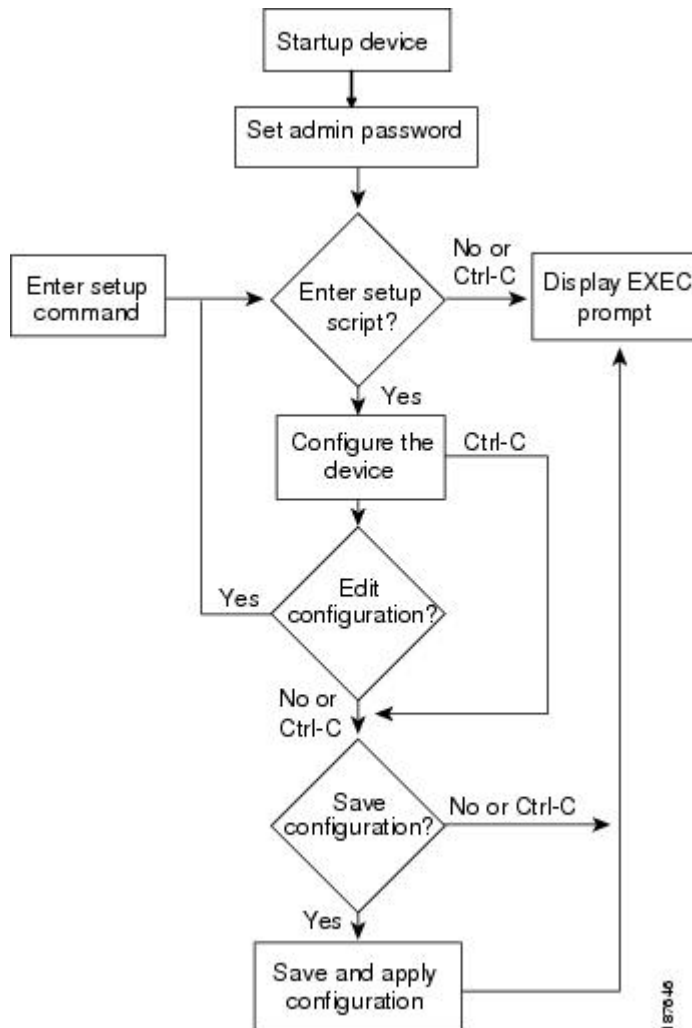 Startup device
Set admin password
Enter setup
command
Enter setup
script?
No or
Ctrl-C
Display EXEC
prompt
Yes
Configure the
device
Ctrl-C
Edit
configuration?
Yes
No or
Ctrl-C
Save
configuration?
No or Ctrl-C
Yes
Save and apply
configuration
187646